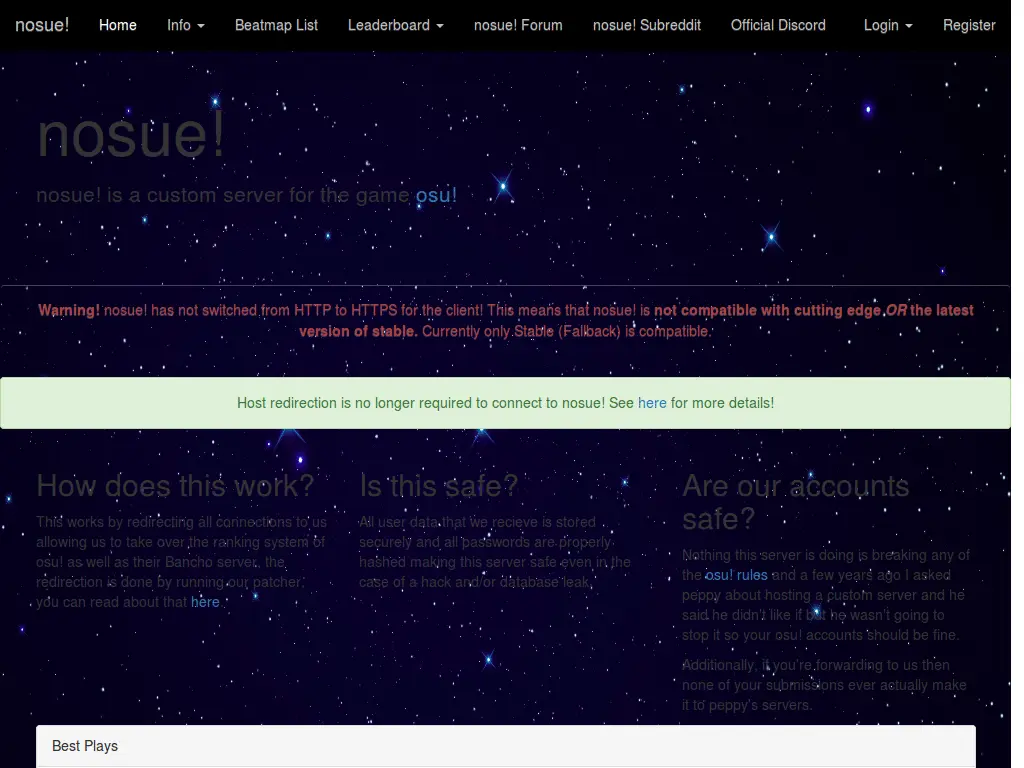 nosue! Home Info Beatmap List Leaderboard nosue! Forum nosue! Subreddit Official Discord Login Register
nosue!
nosue! is a custom server for the game osu!
Warning! nosue! has not switched from HTTP to HTTPS for the client! This means that nosue! is not compatible with cutting edge OR the latest
version of stable. Currently only Stable (Fallback) is compatible.
Host redirection is no longer required to connect to nosue! See here for more details!
How does this work?
This works by redirecting all connections to us
allowing us to take over the ranking system of
osu! as well as their Bancho server, the
redirection is done by running our patcher,
you can read about that here.
Is this safe?
All user data that we recieve is stored
securely and all passwords are properly
hashed making this server safe even in the
case of a hack and/or database leak.
Are our accounts
safe?
Nothing this server is doing is breaking any of
the osu! rules and a few years ago I asked
peppy about hosting a custom server and he
said he didn't like it but he wasn't going to
stop it so your osu! accounts should be fine.
Additionally, if you're forwarding to us then
none of your submissions ever actually make
it to peppy's servers.
Best Plays